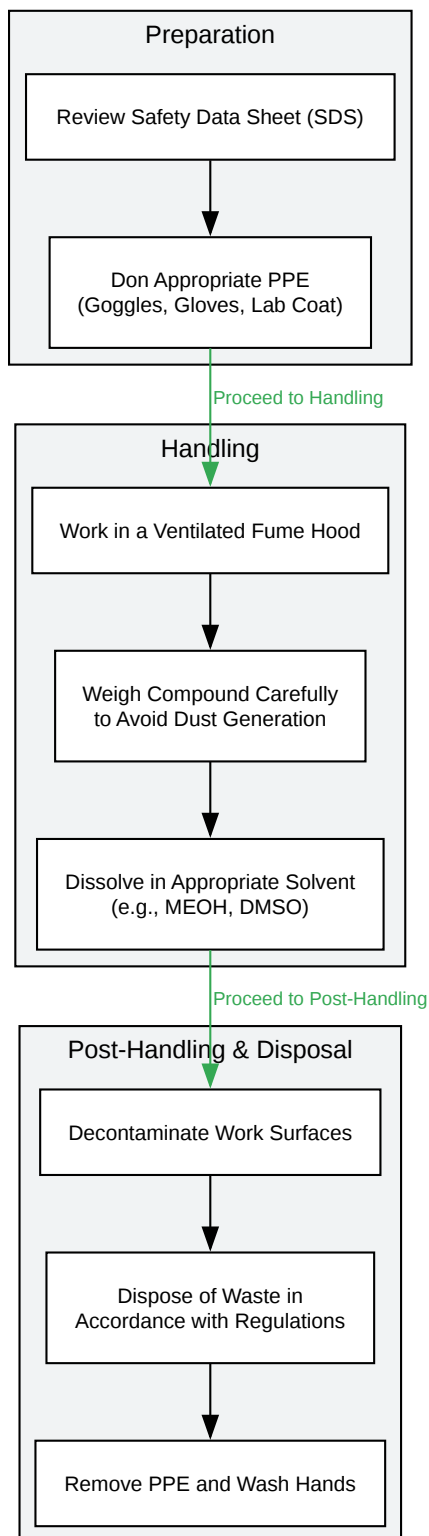 Preparation
Review Safety Data Sheet (SDS)
Don Appropriate PPE
(Goggles, Gloves, Lab Coat)
Proceed to Handling
Handling
Work in a Ventilated Fume Hood
Weigh Compound Carefully
to Avoid Dust Generation
Dissolve in Appropriate Solvent
(e.g., MEOH, DMSO)
Proceed to Post-Handling
Post-Handling & Disposal
Decontaminate Work Surfaces
Dispose of Waste in
Accordance with Regulations
Remove PPE and Wash Hands